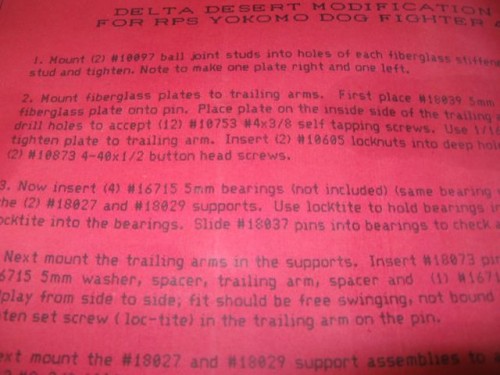 DELTA DESERT MODIFICATION
FOR RPS YOKOMO DOG FIGHTER
1. Mount (2) #10097 ball joint studs into holes of each fiberglass
stud and tighten. Note to make one plate right and one left.
2. Mount fiberglass plates to trailing arms. First place #18039 5mm
fiberglass plate onto pin. Place plate on the inside side of the trailing
drill holes to accept (12) #10753 #4x3/8 self tapping screws. Use
tighten plate to trailing arm. Insert (2) #10605 locknuts into deep
(2) #10873 4-40x1/2 button head screws.
3. Now insert (4) #16715 5mm bearings (not included) (same bearing
the (2) #18027 and #18029 supports. Use locktite to hold bearings
locktite into the bearings. Slide #18037 pins into bearings to check
Next mount the trailing arms in the supports. Insert #18073
6715 5mm washer, spacer, trailing arm, spacer and (1)
play from side to side; fit should be free swinging, not bound
ten set screw ( loc-tite) in the trailing arm on the pin.
ext mount the #18027 and #18029 support assemblies to